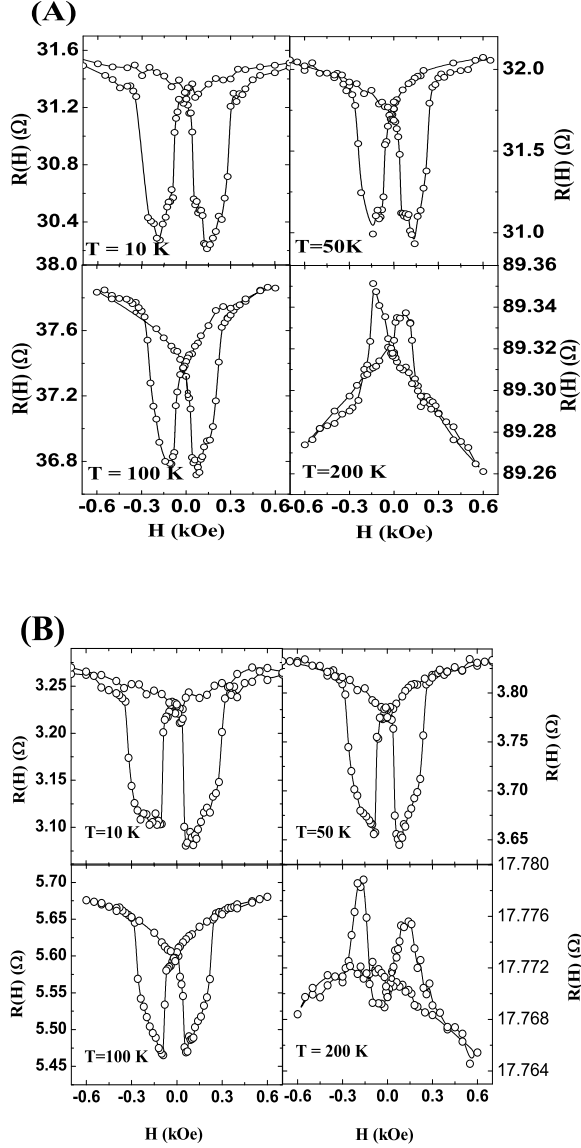 (A)
31.6
31.2
30.8
30.4
R(H) (Ω)
T = 10 K
32.0
31.5
31.0
R(H) (Ω)
T=50K
38.0
37.6
37.2
36.8
R(H) (Ω)
T = 100 K
89.36
89.34
89.32
89.30
89.28
89.26
R(H) (Ω)
T=200 K
-0.6 -0.3 0.0 0.3 -0.6 -0.3 0.0 0.3 0.6
H (kOe) H (kOe)
(B)
3.25
3.20
3.15
3.10
R(H) (Ω)
T=10 K
3.80
3.75
3.70
3.65
R(H) (Ω)
T=50 K
5.70
5.65
5.60
5.55
5.50
5.45
R(H) (Ω)
T=100 K
17.780
17.776
17.772
17.768
17.764
R(H) (Ω)
T = 200 K
-0.6 -0.3 0.0 0.3 0.6 -0.6 -0.3 0.0 0.3 0.6
H (kOe) H (kOe)